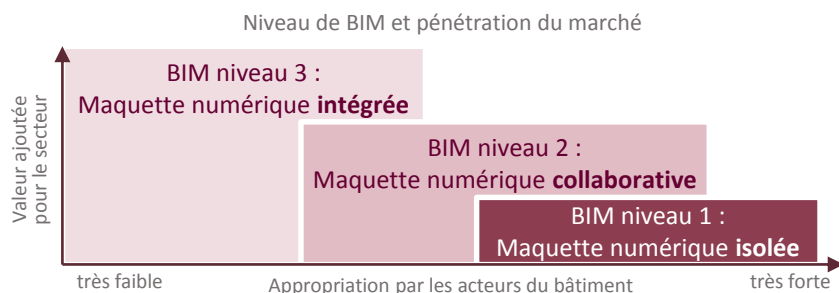 Niveau de BIM et pénétration du marché
BIM niveau 3 :
Maquette numérique intégrée
BIM niveau 2 :
Maquette numérique collaborative
BIM niveau 1 :
Maquette numérique isolée
Valeur ajoutée
pour le secteur
très faible
Appropriation par les acteurs du bâtiment
très forte